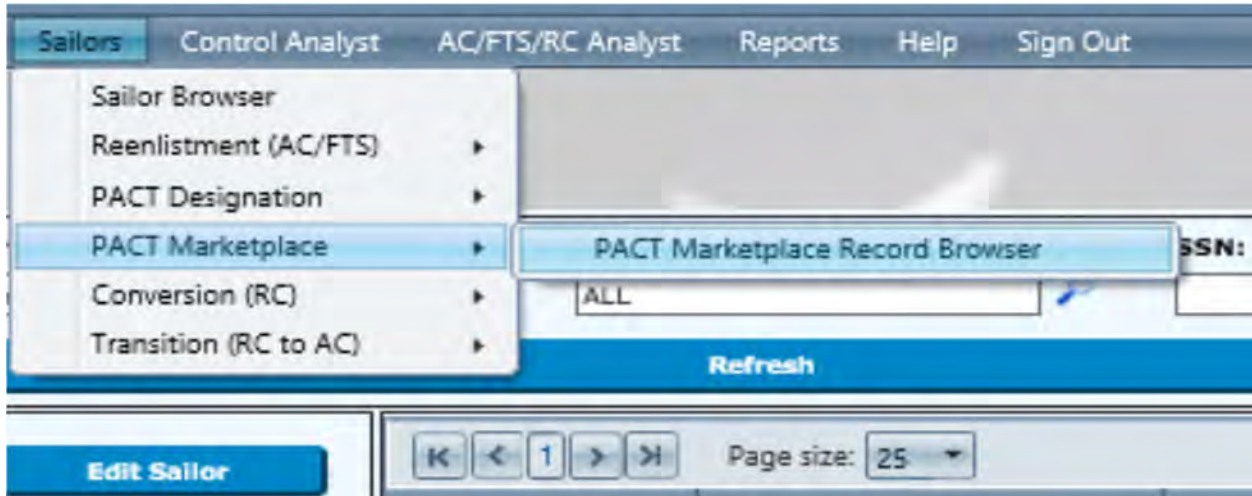 Sailors Control Analyst AC/FTS/RC Analyst Reports Help Sign Out
Sailor Browser
Reenlistment (AC/FTS)
PACT Designation
PACT Marketplace PACT Marketplace Record Browser SSN:
Conversion (RC) ALL
Transition (RC to AC)
Refresh
Edit Sailor 1 Page size: 25